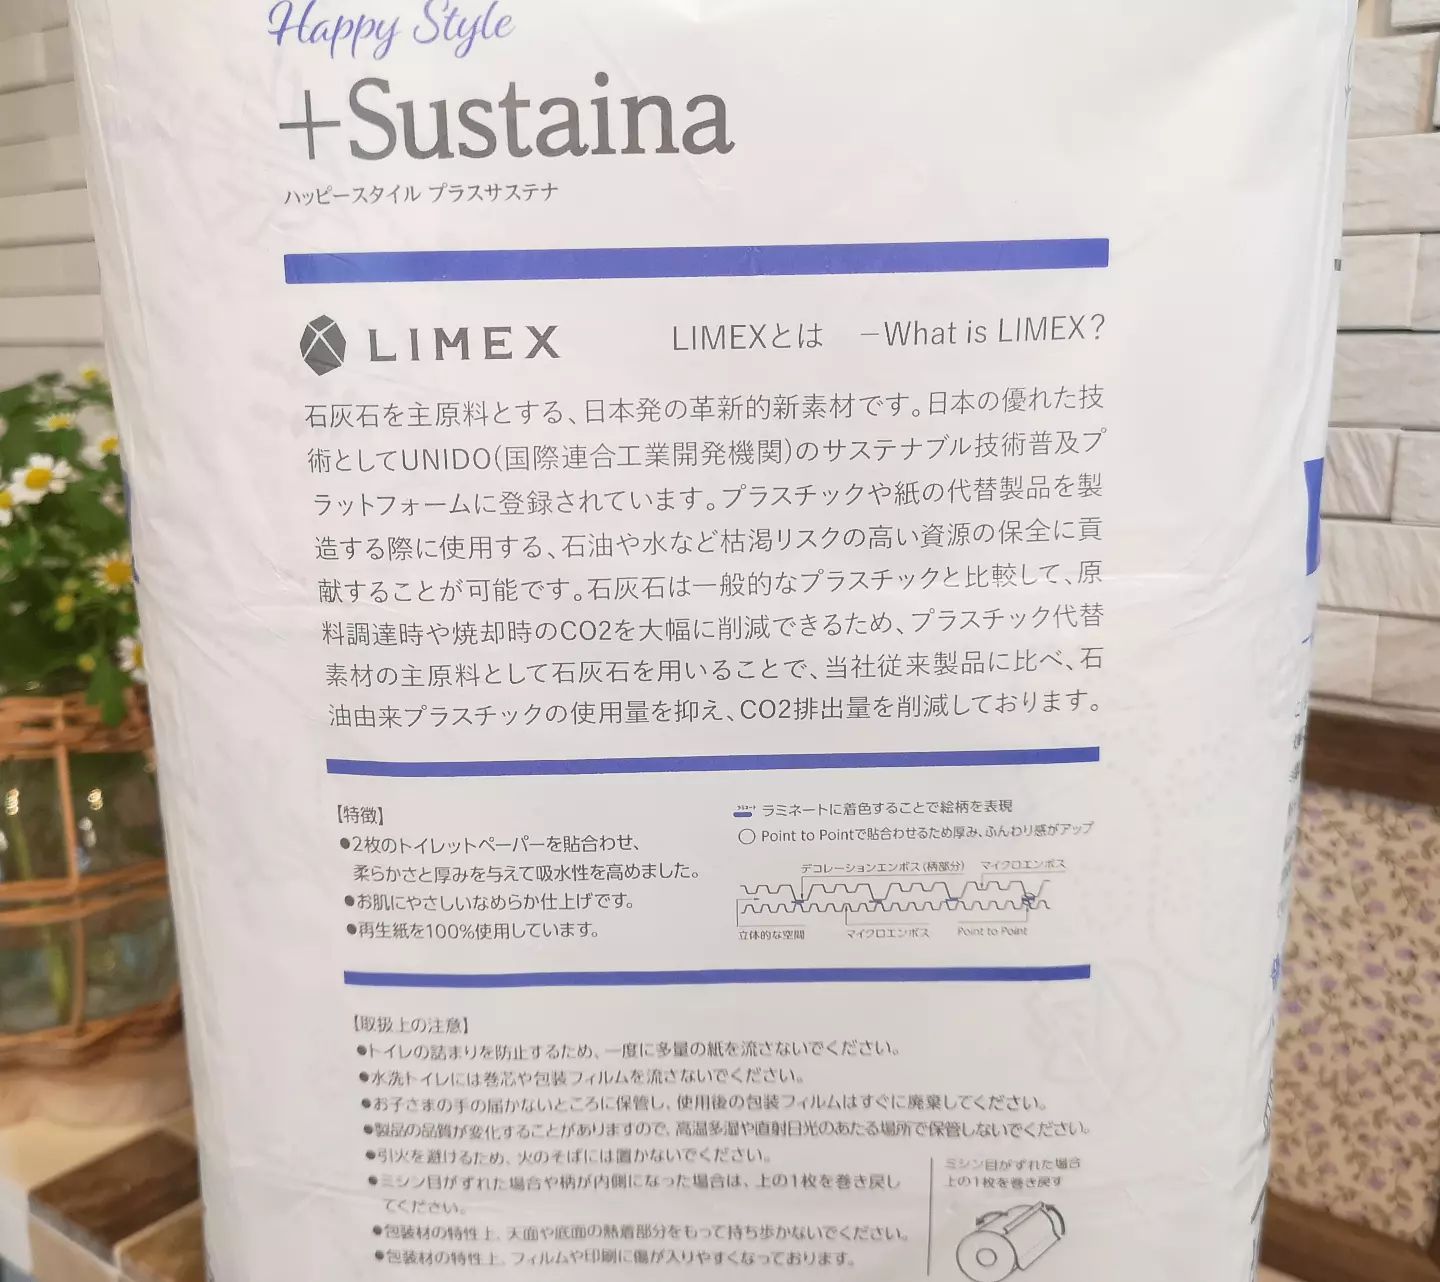 Happy Style
+Sustaina
ハッピースタイル プラスサステナ
LIMEX
LIMEXとは －What is LIMEX?
石灰石を主原料とする、日本発の革新的新素材です。日本の優れた技
術としてUNIDO(国際連合工業開発機関)のサステナブル技術普及プ
ラットフォームに登録されています。プラスチックや紙の代替製品を製
造する際に使用する、石油や水など枯渇リスクの高い資源の保全に貢
献することが可能です。石灰石は一般的なプラスチックと比較して、原
料調達時や焼却時のCO2を大幅に削減できるため、プラスチック代替
素材の主原料として石灰石を用いることで、当社従来製品に比べ、石
油由来プラスチックの使用量を抑え、CO2排出量を削減しております。
【特徴】
●2枚のトイレットペーパーを貼合わせ、
柔らかさと厚みを与えて吸水性を高めました。
●お肌にやさしいなめらか仕上げです。
●再生紙を100%使用しています。
ラミネートに着色することで絵柄を表現
○ Point to Pointで貼合わせるため厚み、ふんわり感がアップ
デコレーションエンボス(柄部分) マイクロエンボス
立体的な空間 マイクロエンボス Point to Point
【取扱上の注意】
●トイレの詰まりを防止するため、一度に多量の紙を流さないでください。
●水洗トイレには巻芯や包装フィルムを流さないでください。
●お子さまの手の届かないところに保管し、使用後の包装フィルムはすぐに廃棄してください。
●製品の品質が変化することがありますので、高温多湿や直射日光のあたる場所で保管しないでください。
●引火を避けるため、火のそばには置かないでください。
●ミシン目がずれた場合や柄が内側になった場合は、上の1枚を巻き戻し
てください。
●包装材の特性上、天面や底面の熱着部分をもって持ち歩かないでください。
●包装材の特性上、フィルムや印刷に傷が入りやすくなっております。
ミシン目がずれた場合
上の1枚を巻き戻す